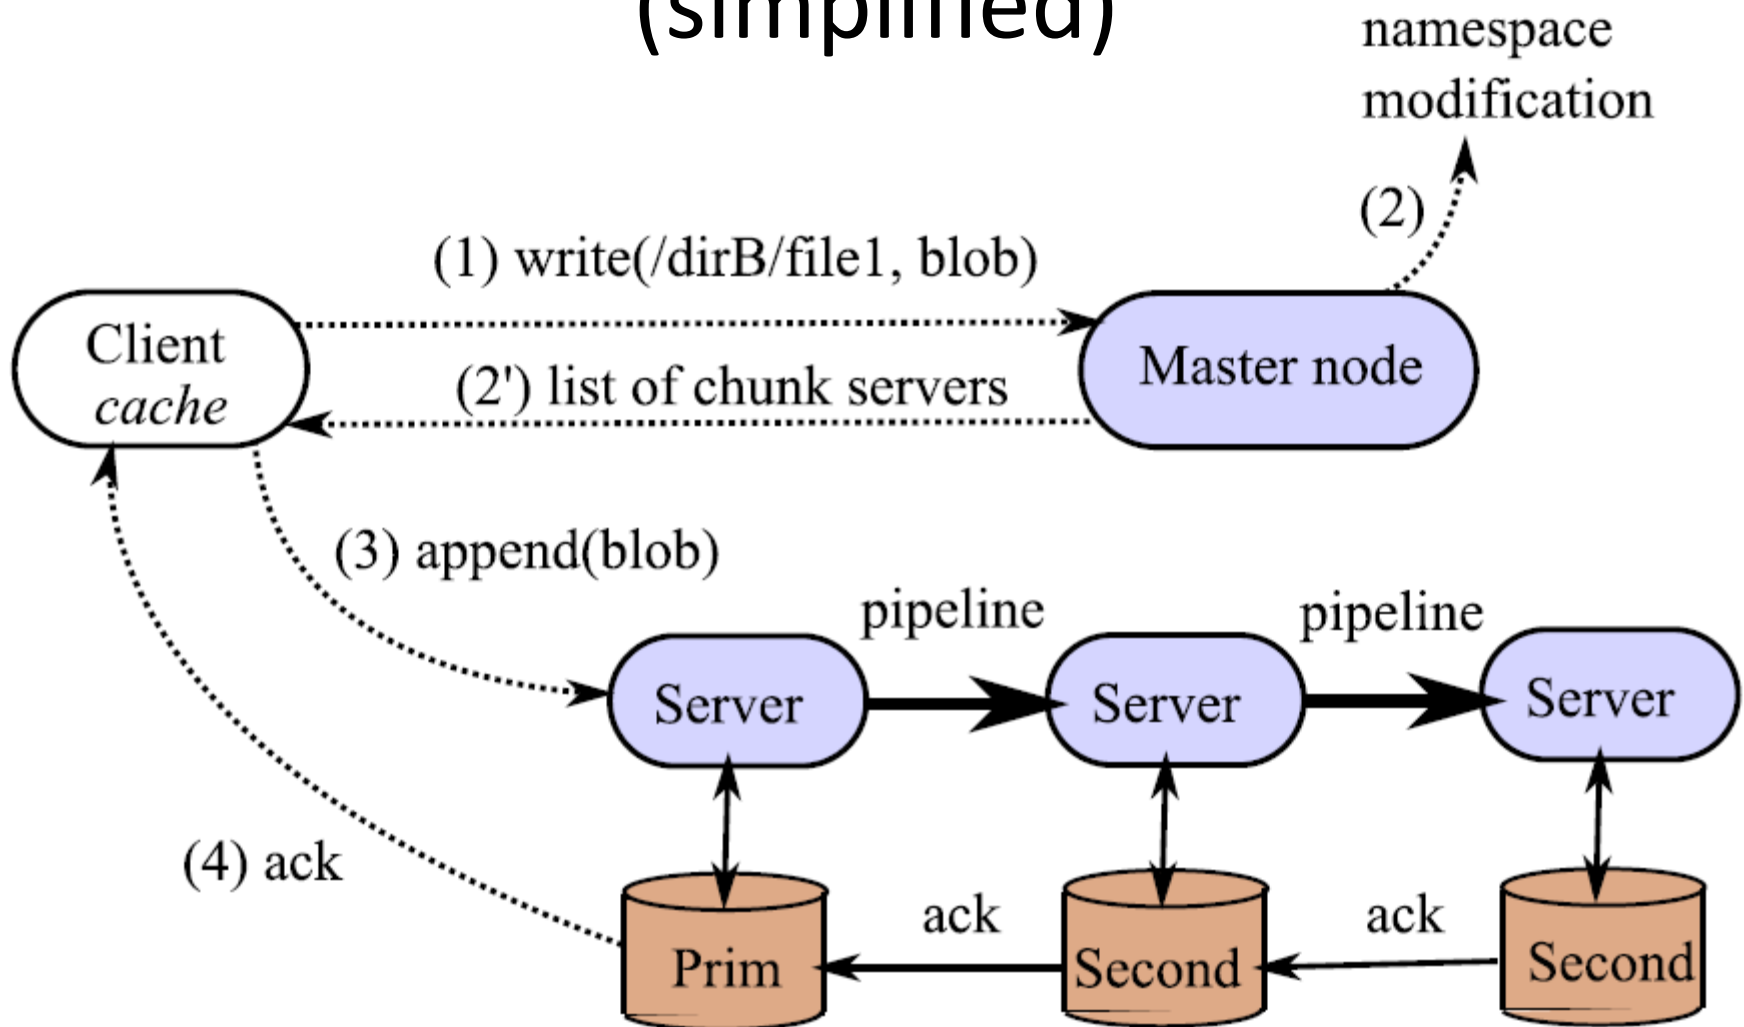 (simplified)
namespace
modification
(2)
(1) write(/dirB/file1, blob)
Client
cache
Master node
(2') list of chunk servers
(3) append(blob)
pipeline
pipeline
Server
Server
Server
(4) ack
ack
ack
Prim
Second
Second